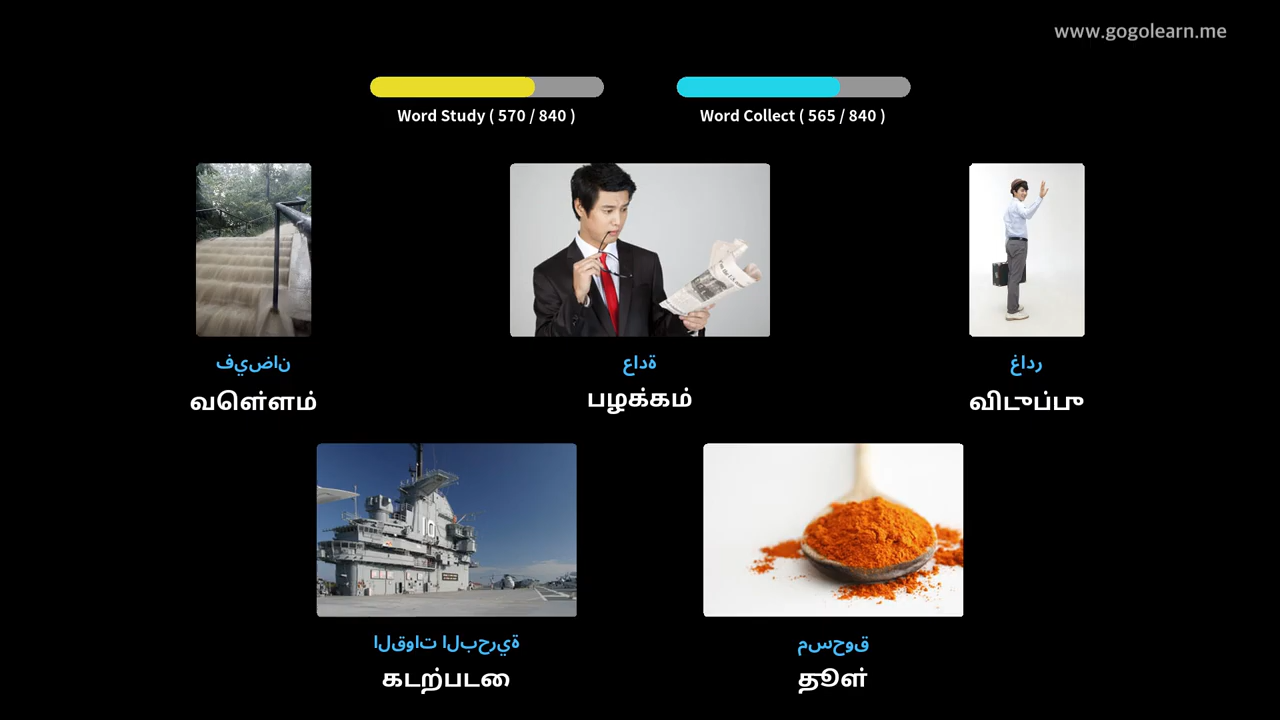 www.gogolearn.me
Word Study ( 570 / 840 )
Word Collect ( 565 / 840 )
فيضان
عادة
غادر
வெள்ளம்
பழக்கம்
விடுப்பு
القوات البحرية
مسحوق
கடற்படை
தூள்